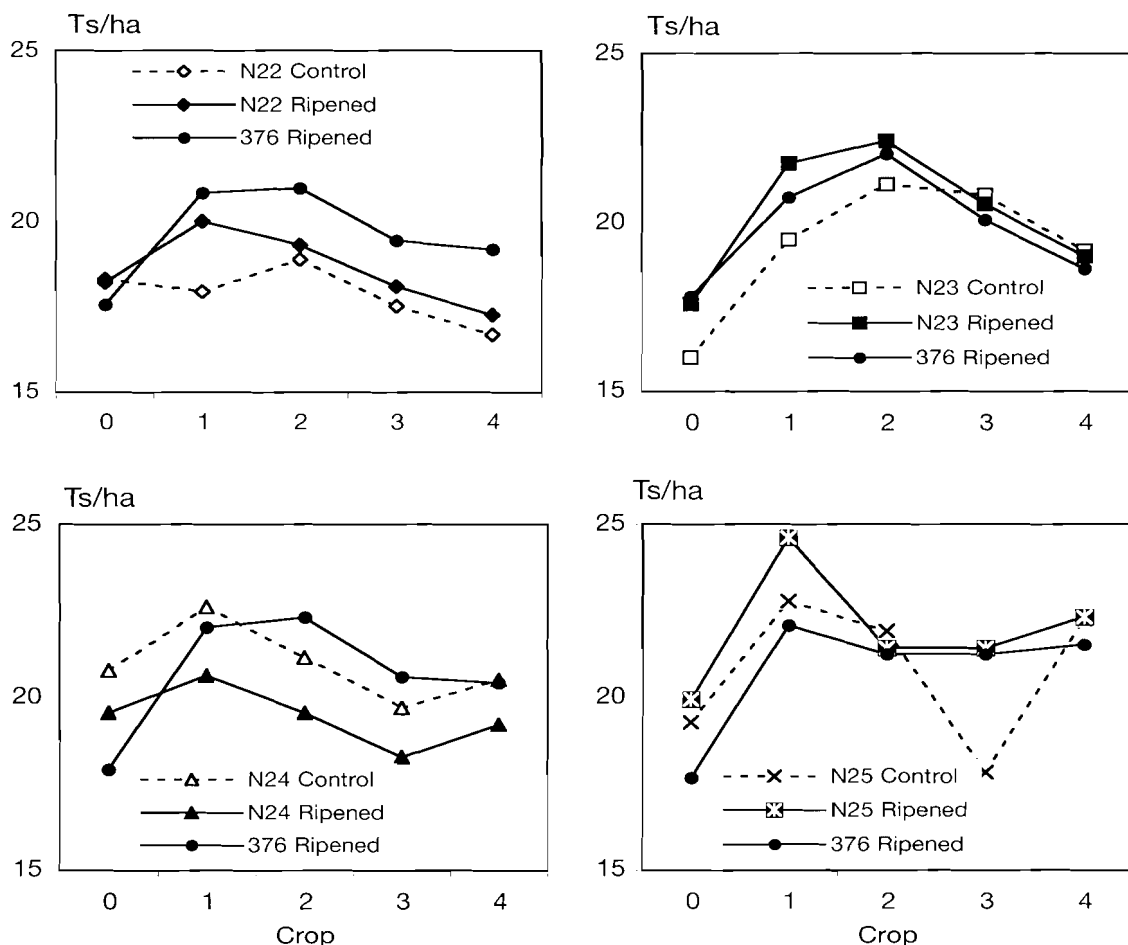 Ts/ha
25
N22 Control
N22 Ripened
376 Ripened
20
15
0 1 2 3 4
Ts/ha
25
20
N23 Control
N23 Ripened
376 Ripened
15
0 1 2 3 4
Ts/ha
25
20
N24 Control
N24 Ripened
376 Ripened
15
0 1 2 3 4
Crop
Ts/ha
25
20
N25 Control
N25 Ripened
376 Ripened
15
0 1 2 3 4
Crop